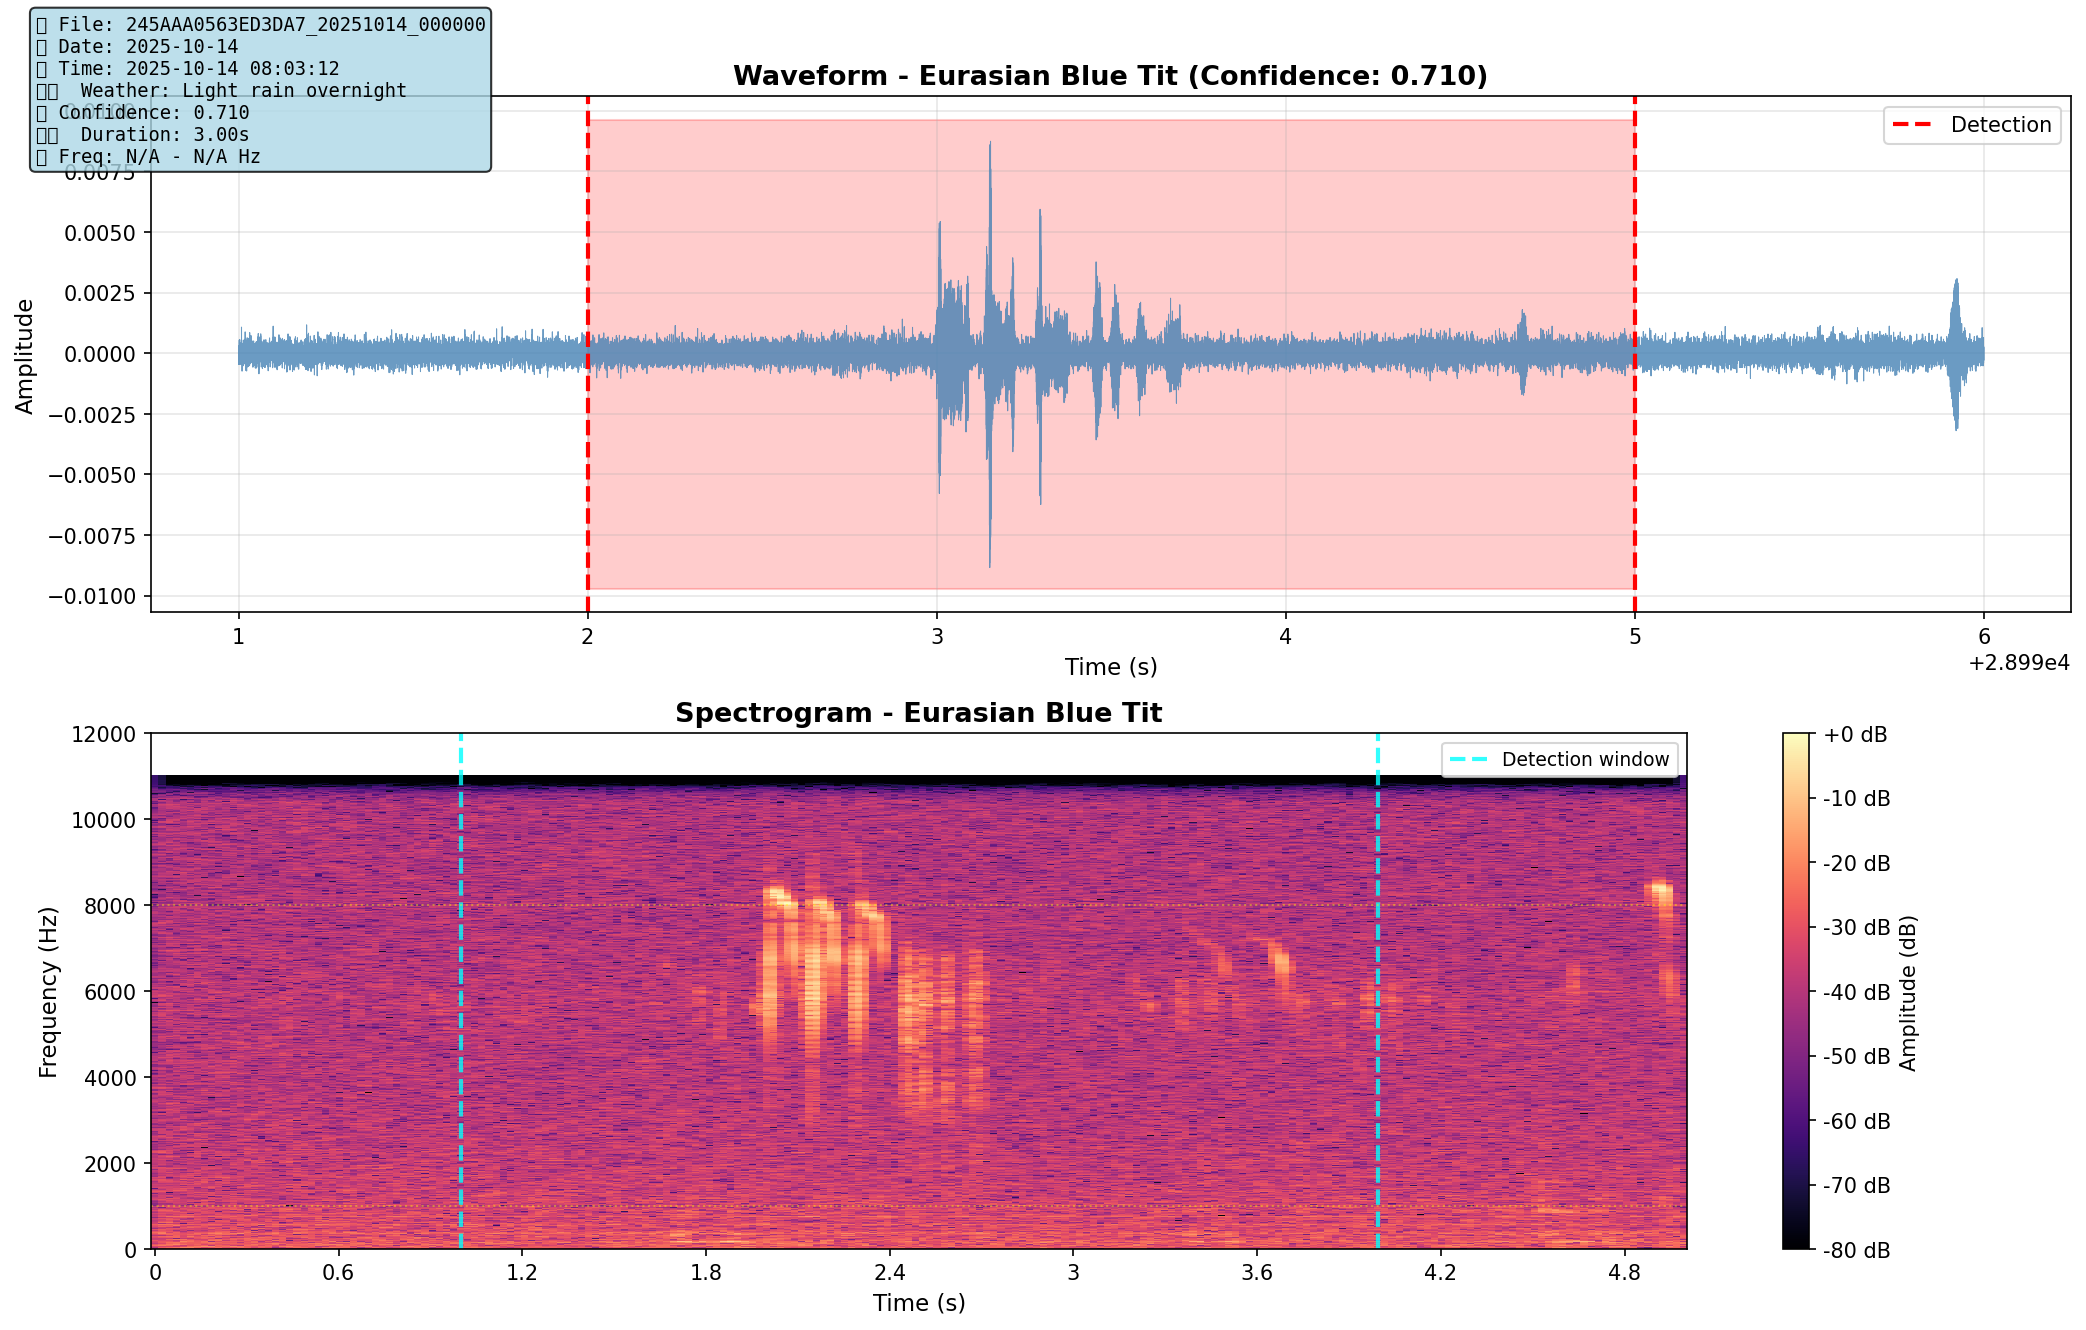 File: 245AAA0563ED3DA7_20251014_000000
Date: 2025-10-14
Time: 2025-10-14 08:03:12
Weather: Light rain overnight
Confidence: 0.710
Duration: 3.00s
Freq: N/A - N/A Hz
Waveform - Eurasian Blue Tit (Confidence: 0.710)
Detection
0.0100
0.0075
0.0050
0.0025
0.0000
−0.0025
−0.0050
−0.0075
−0.0100
Amplitude
1 2 3 4 5 6
Time (s)
+2.899e4
Spectrogram - Eurasian Blue Tit
Detection window
12000
10000
8000
6000
4000
2000
0
Frequency (Hz)
0 0.6 1.2 1.8 2.4 3 3.6 4.2 4.8
Time (s)
+0 dB
-10 dB
-20 dB
-30 dB
-40 dB
-50 dB
-60 dB
-70 dB
-80 dB
Amplitude (dB)